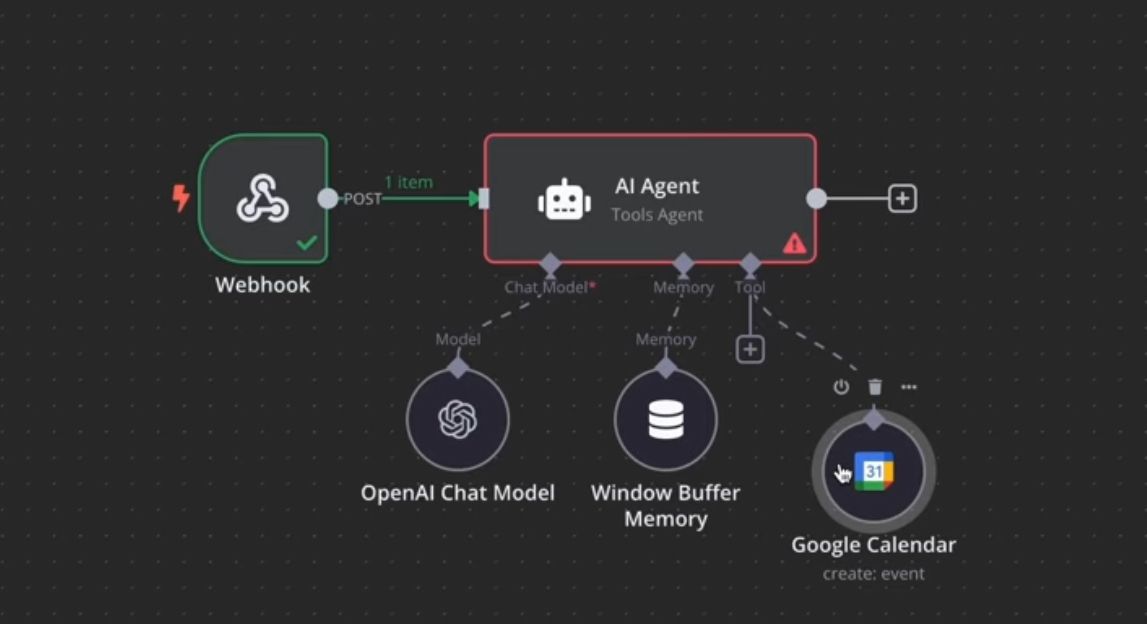 1 item
POST
AI Agent
Tools Agent
Webhook
Chat Model*
Memory
Tool
Model
Memory
31
OpenAI Chat Model
Window Buffer
Memory
Google Calendar
create: event